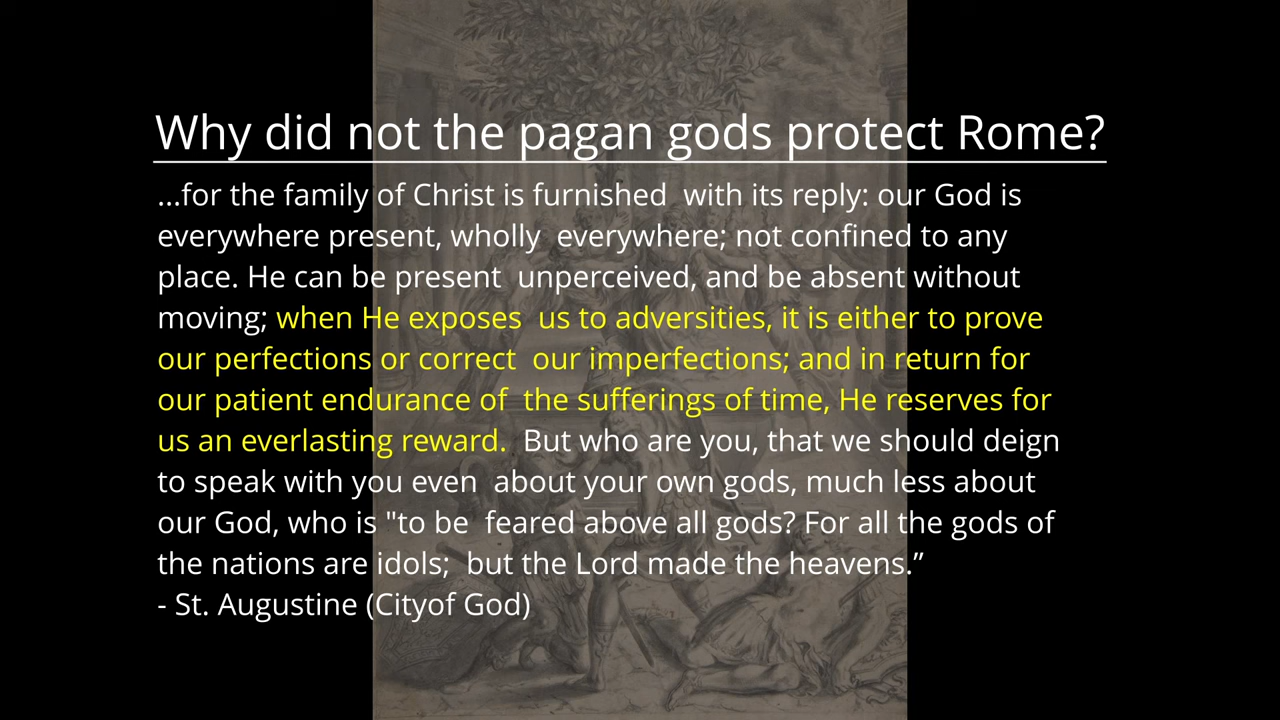 Why did not the pagan gods protect Rome?
...for the family of Christ is furnished  with its reply: our God is
everywhere present, wholly  everywhere; not confined to any
place. He can be present  unperceived, and be absent without
moving; when He exposes  us to adversities, it is either to prove
our perfections or correct  our imperfections; and in return for
our patient endurance of  the sufferings of time, He reserves for
us an everlasting reward.  But who are you, that we should deign
to speak with you even  about your own gods, much less about
our God, who is "to be  feared above all gods? For all the gods of
the nations are idols;  but the Lord made the heavens.”
- St. Augustine (Cityof God)